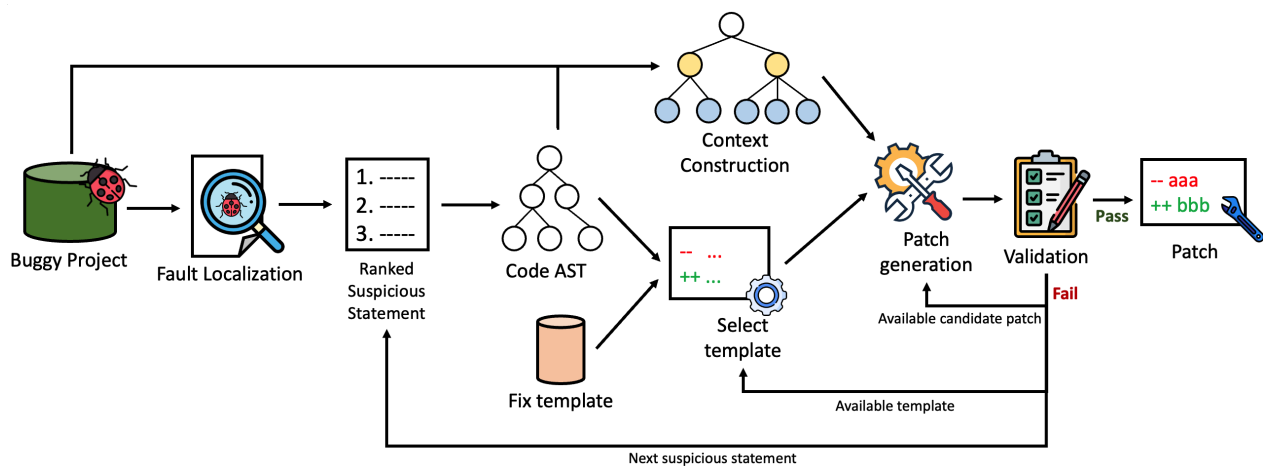 Context
Construction
Buggy Project
Fault Localization
1. -----
2. -----
3. -----
Ranked
Suspicious
Statement
Code AST
Fix template
-- ...
++ ...
Select
template
Patch
generation
Validation
Pass
Fail
-- aaa
++ bbb
Patch
Available candidate patch
Available template
Next suspicious statement